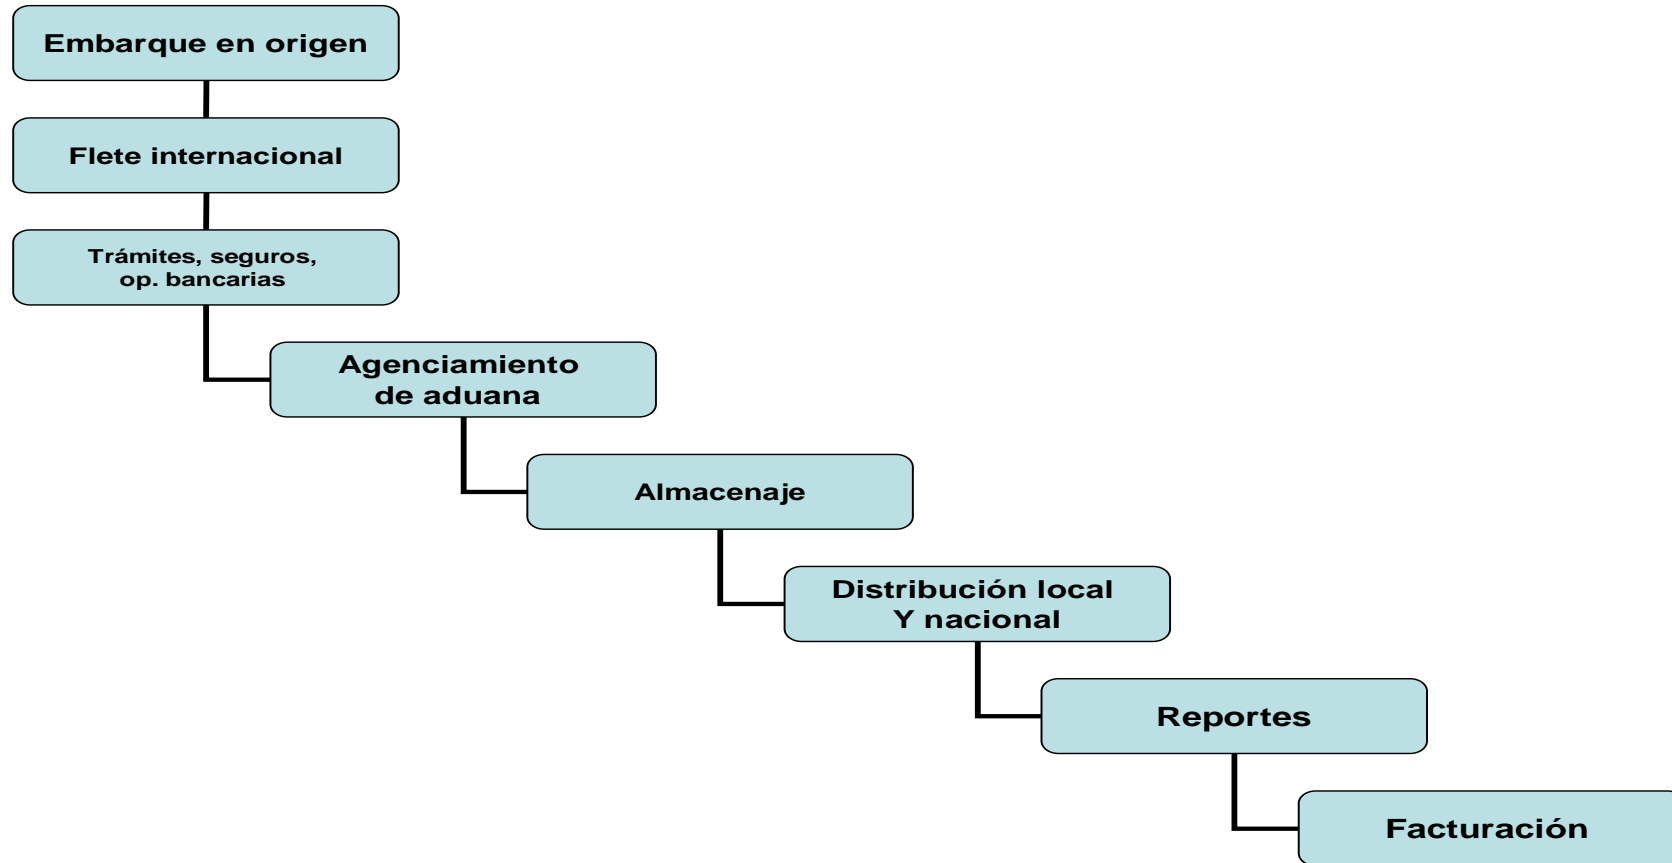 Embarque en origen
Flete internacional
Trámites, seguros,
op. bancarias
Agenciamiento
de aduana
Almacenaje
Distribución local
Y nacional
Reportes
Facturación